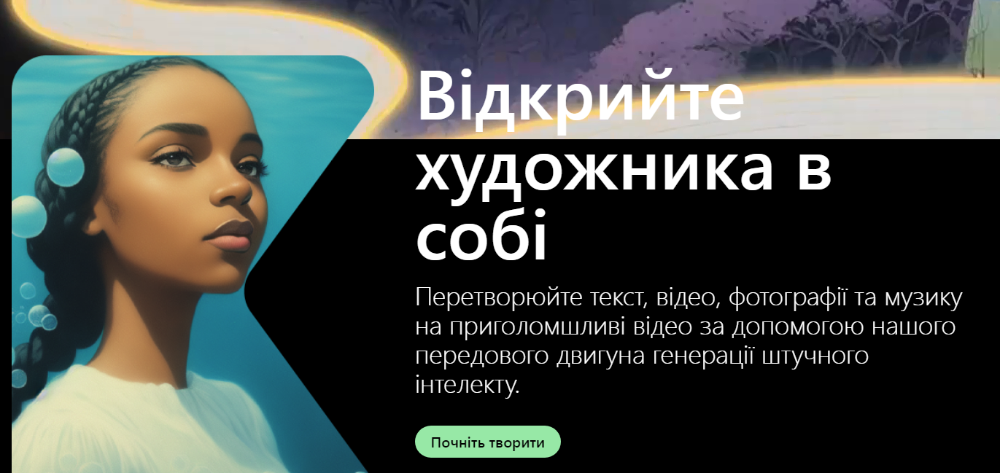 Відкрийте
художника в
собі
Перетворюйте текст, відео, фотографії та музику
на приголомшливі відео за допомогою нашого
передового двигуна генерації штучного
інтелекту.
Почніть творити